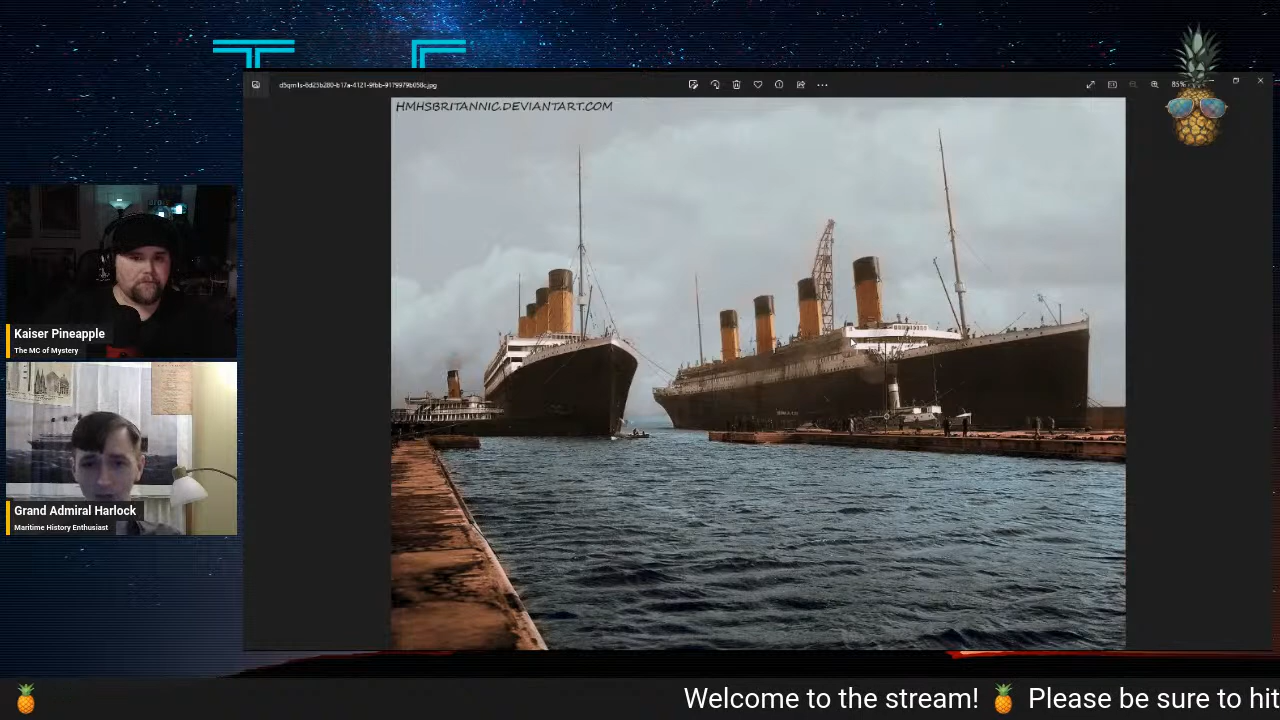 HMHSBRITANNIC.DEVIANTART.COM
85%
Kaiser Pineapple
The MC of Mystery
Grand Admiral Harlock
Maritime History Enthusiast
Welcome to the stream! 🍍 Please be sure to hit